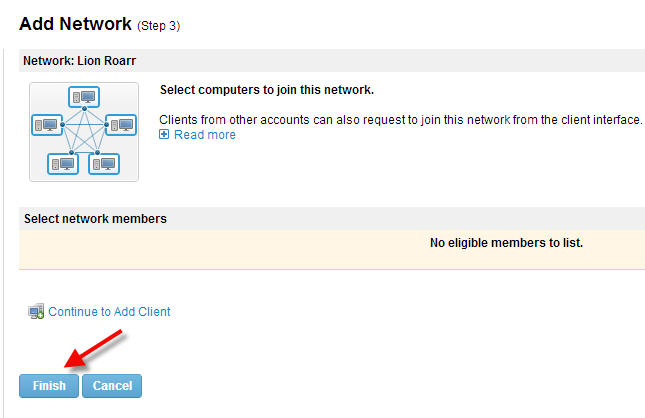 Add Network (Step 3)
Network: Lion Roarr
Select computers to join this network.
Clients from other accounts can also request to join this network from the client interface.
Read more
Select network members
No eligible members to list.
Continue to Add Client
Finish
Cancel